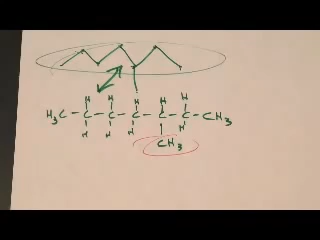 H H H H H
H₃C - C - C - C - C - C - CH₃
H H H CH₃ H